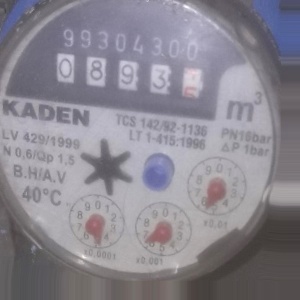 99304300
0893
m³
KADEN
TCS 142/92-1136
PN16bar
LV 429/1999
LT 1-415:1996
ΔP 1bar
N 0,6/Qp 1,5
B.H/A.V
40°C
x0,01
x0,0001
x0,001